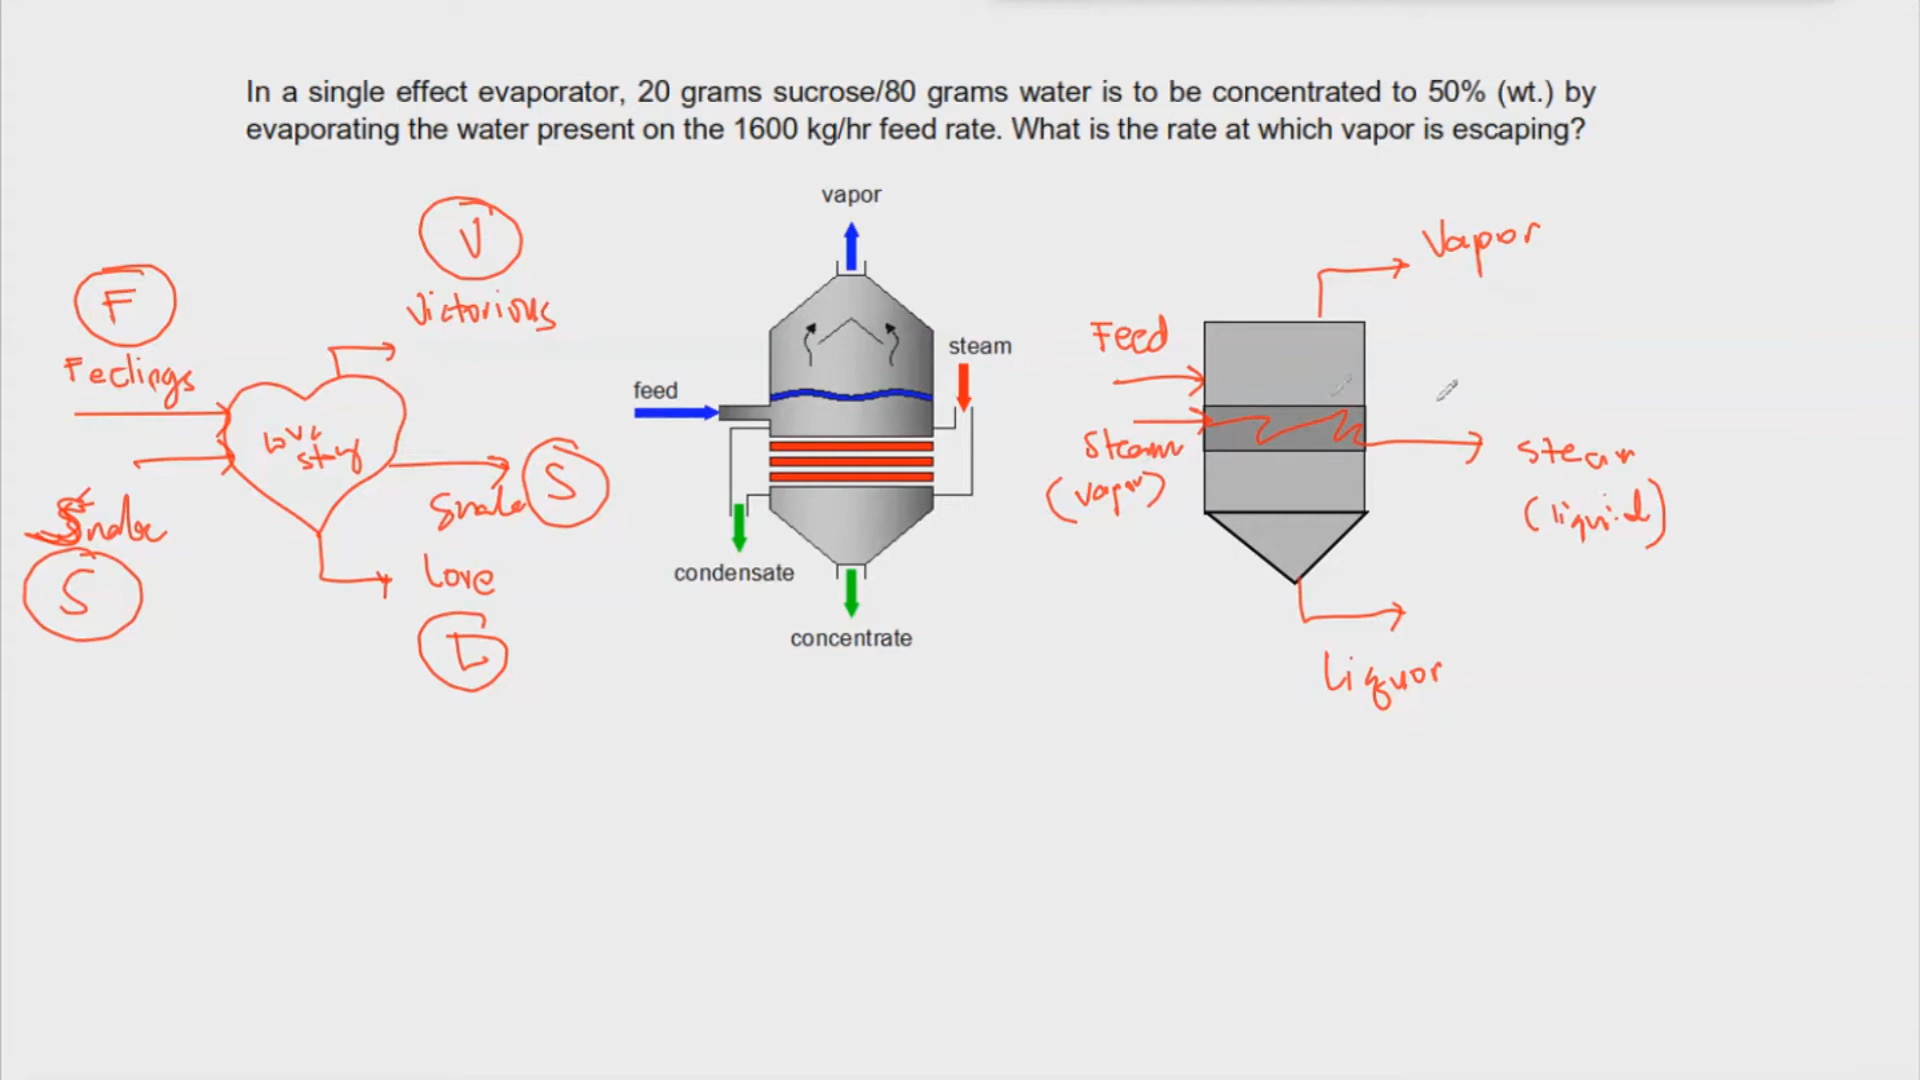 In a single effect evaporator, 20 grams sucrose/80 grams water is to be concentrated to 50% (wt.) by
evaporating the water present on the 1600 kg/hr feed rate. What is the rate at which vapor is escaping?
V
Victorious
F
Feelings
Love
story
Snake
S
Snake
S
Love
L
vapor
steam
feed
condensate
concentrate
Vapor
Feed
Steam
(vapor)
Steam
(liquid)
Liquor